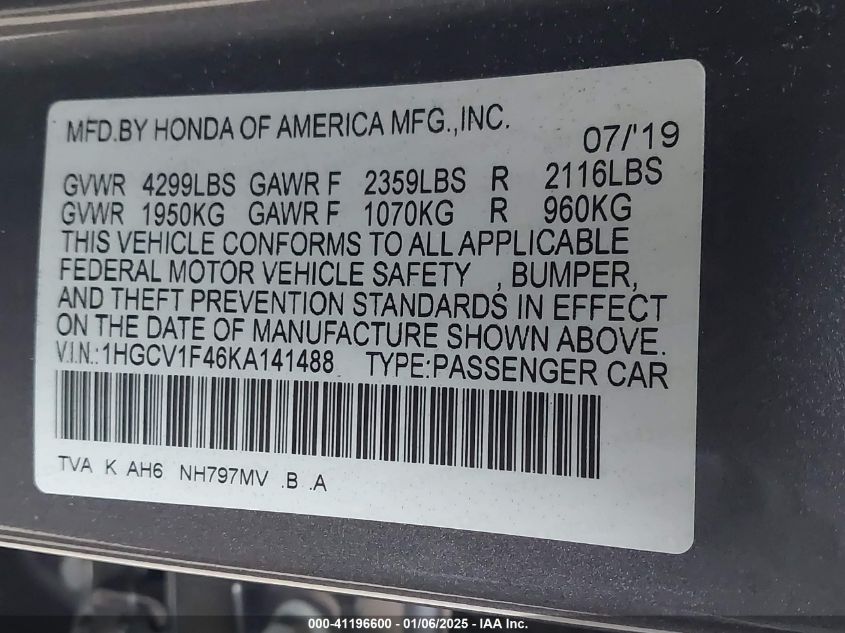 MFD.BY HONDA OF AMERICA MFG.,INC.
07/'19
GVWR 4299LBS GAWR F 2359LBS R 2116LBS
GVWR 1950KG GAWR F 1070KG R 960KG
THIS VEHICLE CONFORMS TO ALL APPLICABLE
FEDERAL MOTOR VEHICLE SAFETY , BUMPER,
AND THEFT PREVENTION STANDARDS IN EFFECT
ON THE DATE OF MANUFACTURE SHOWN ABOVE.
V.I.N.:1HGCV1F46KA141488 TYPE:PASSENGER CAR
TVA K AH6 NH797MV .B .A
000-41196600 — 01/06/2025 — IAA Inc.